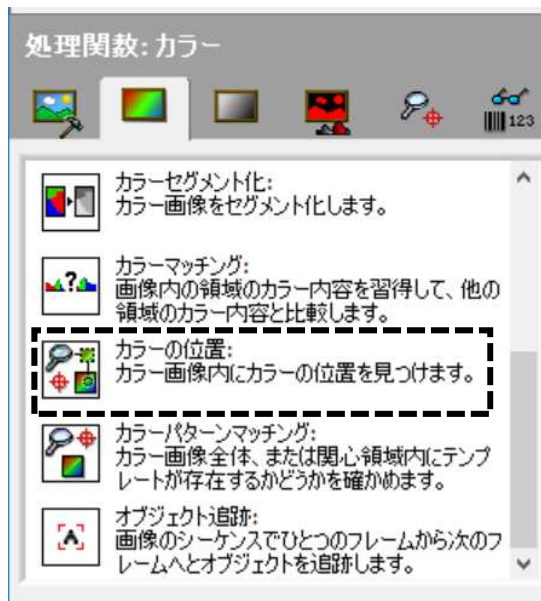 処理関数: カラー
123
カラーセグメント化:
カラー画像をセグメント化します。
カラーマッチング:
画像内の領域のカラー内容を習得して、他の
領域のカラー内容と比較します。
カラーの位置:
カラー画像内にカラーの位置を見つけます。
カラーパターンマッチング:
カラー画像全体、または関心領域内にテンプ
レートが存在するかどうかを確かめます。
オブジェクト追跡:
画像のシーケンスでひとつのフレームから次のフ
レームへとオブジェクトを追跡します。